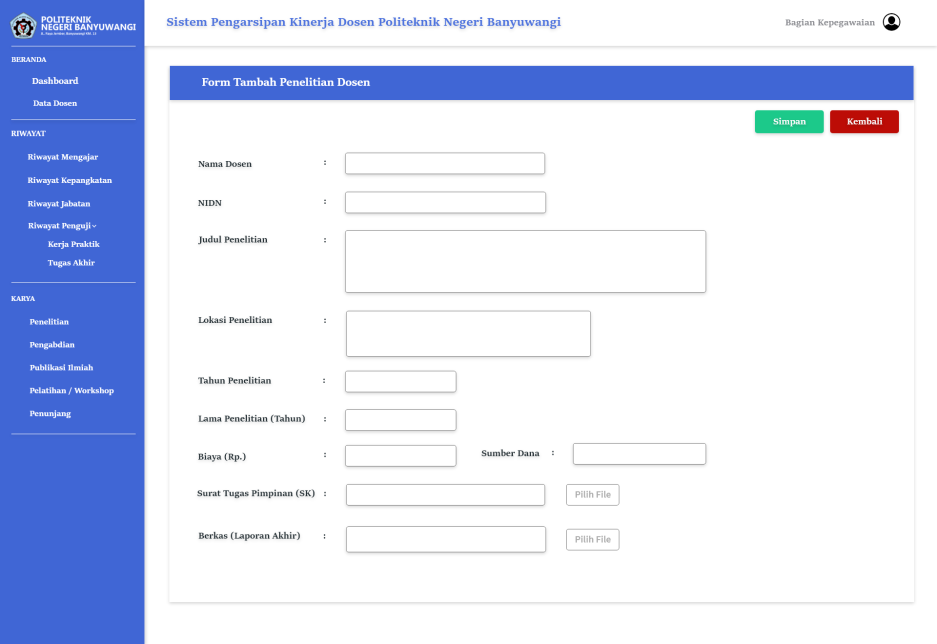 POLITEKNIK
NEGERI BANYUWANGI
Sistem Pengarsipan Kinerja Dosen Politeknik Negeri Banyuwangi
Bagian Kepegawaian
BERANDA
Dashboard
Data Dosen
RIWAYAT
Riwayat Mengajar
Riwayat Kepangkatan
Riwayat Jabatan
Riwayat Penguji
Kerja Praktik
Tugas Akhir
KARYA
Penelitian
Pengabdian
Publikasi Ilmiah
Pelatihan / Workshop
Penunjang
Form Tambah Penelitian Dosen
Simpan Kembali
Nama Dosen :
NIDN :
Judul Penelitian :
Lokasi Penelitian :
Tahun Penelitian :
Lama Penelitian (Tahun) :
Biaya (Rp.) : Sumber Dana :
Surat Tugas Pimpinan (SK) : Pilih File
Berkas (Laporan Akhir) : Pilih File